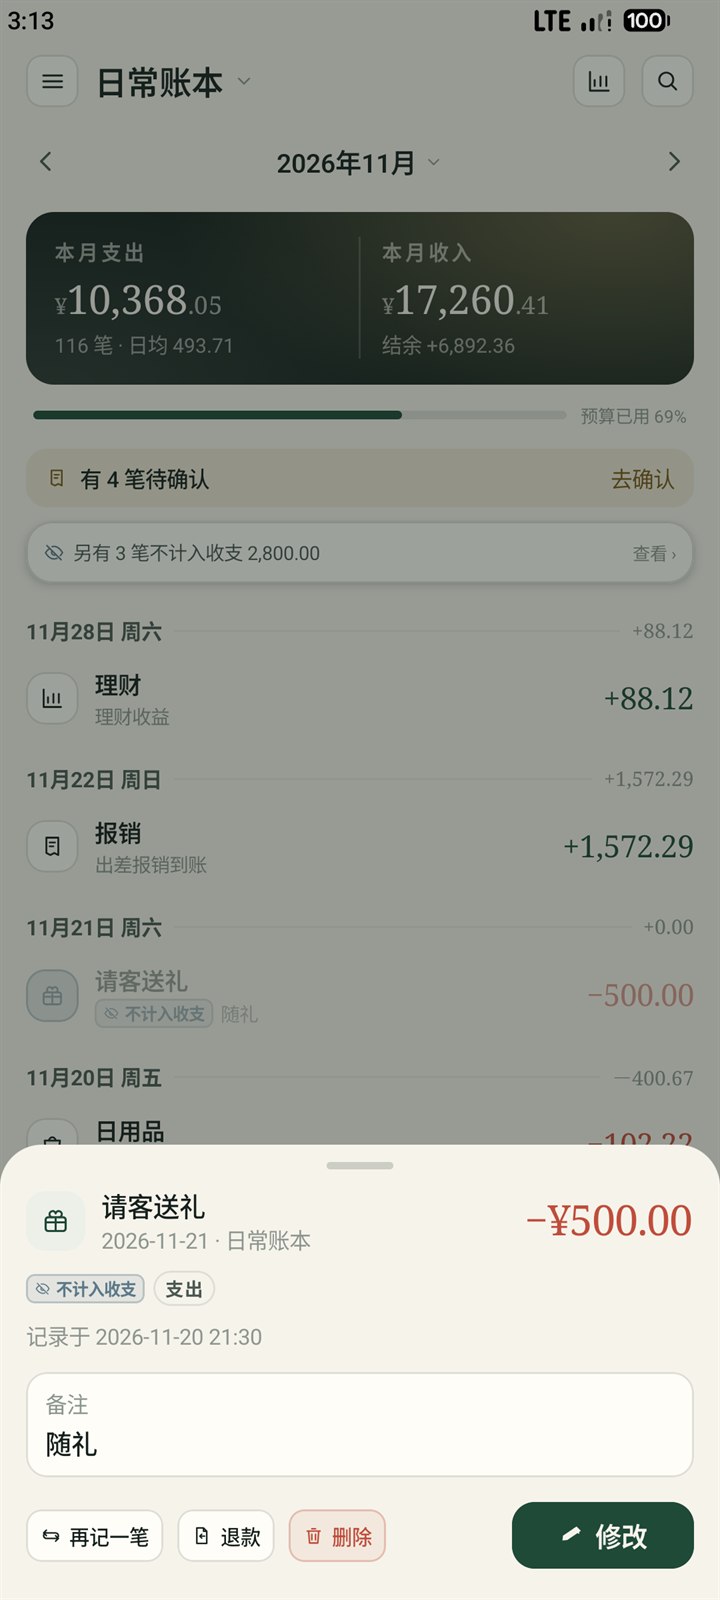 3:13
LTE 100
日常账本
2026年11月
本月支出
¥10,368.05
116 笔 · 日均 493.71
本月收入
¥17,260.41
结余 +6,892.36
预算已用 69%
有 4 笔待确认
去确认
另有 3 笔不计入收支 2,800.00
查看 ›
11月28日 周六
+88.12
理财
理财收益
+88.12
11月22日 周日
+1,572.29
报销
出差报销到账
+1,572.29
11月21日 周六
+0.00
请客送礼
不计入收支 随礼
−500.00
11月20日 周五
—400.67
日用品
−102.22
请客送礼
2026-11-21 · 日常账本
−¥500.00
不计入收支
支出
记录于 2026-11-20 21:30
备注
随礼
再记一笔
退款
删除
修改